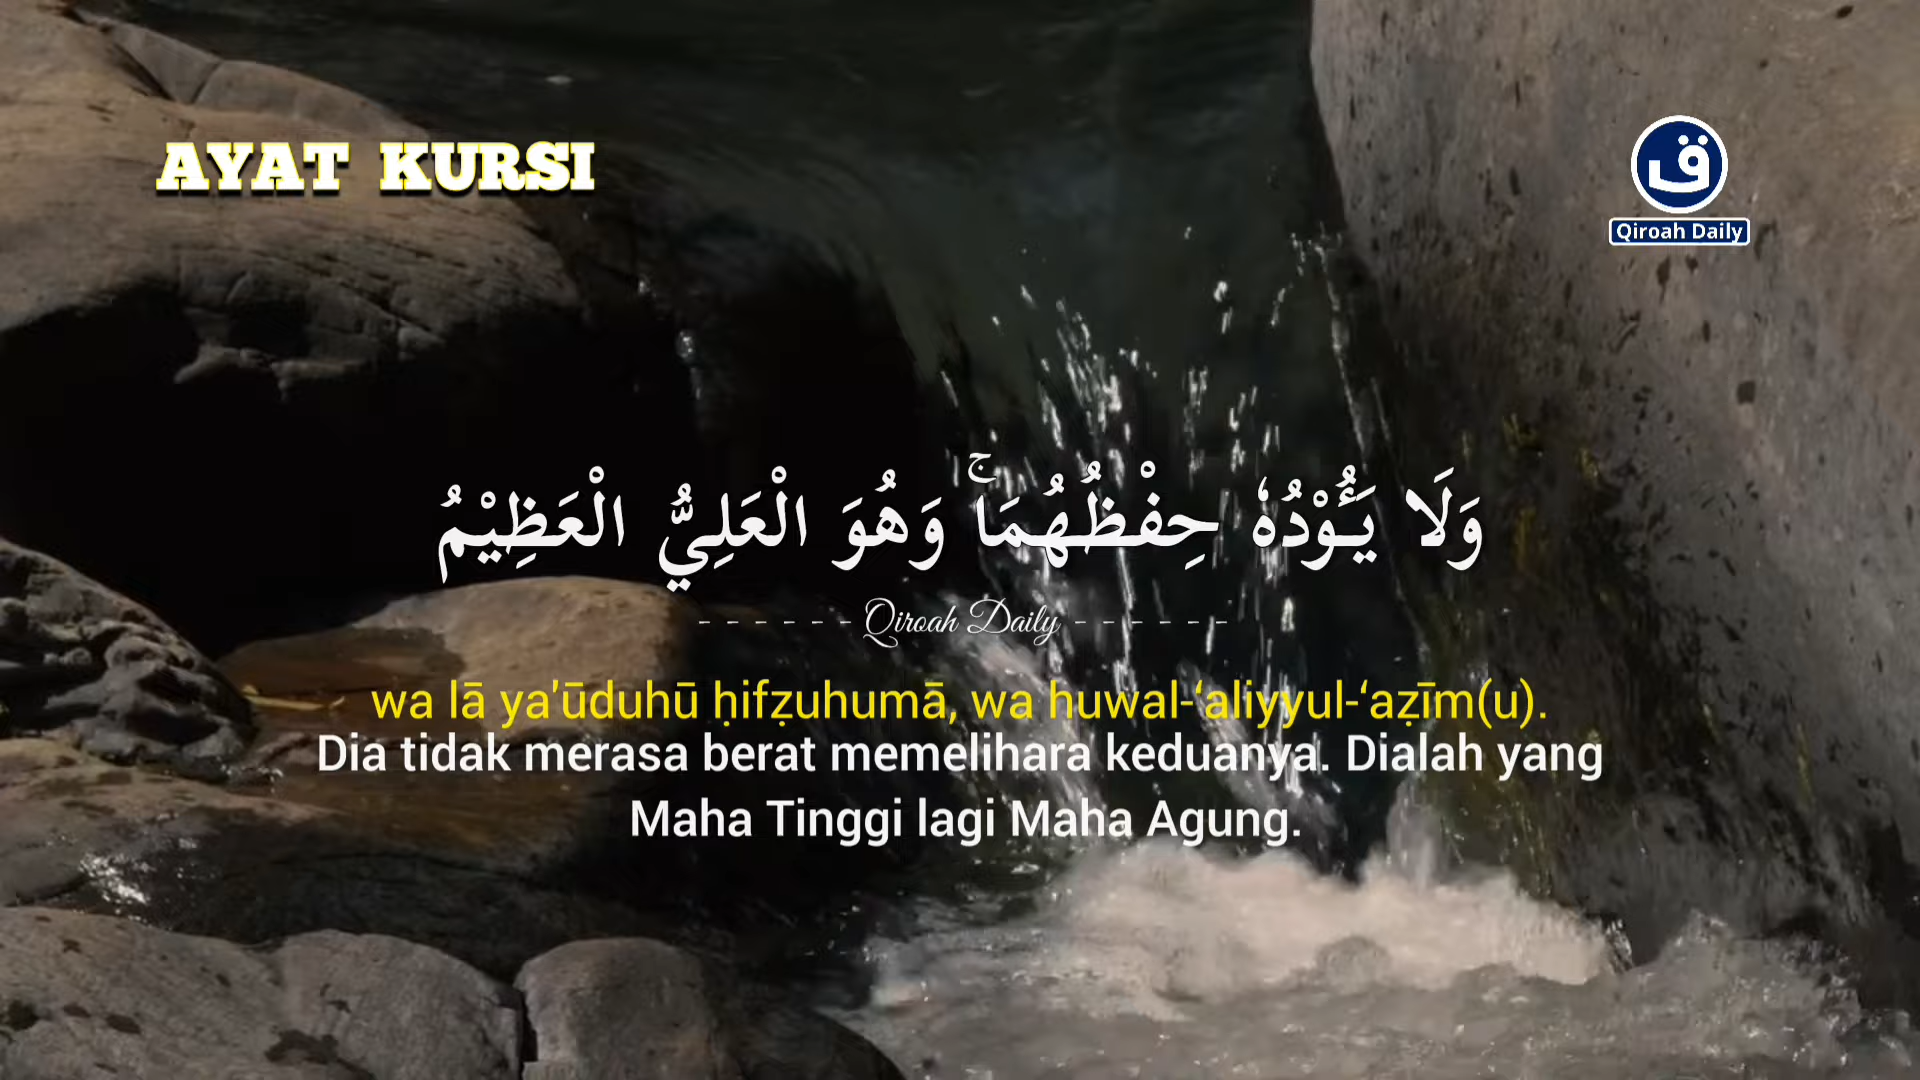 AYAT KURSI
ق
Qiroah Daily
وَلَا يَـُٔوْدُهٗ حِفْظُهُمَاۚ وَهُوَ الْعَلِيُّ الْعَظِيْمُ
- - - - - - Qiroah Daily - - - - - -
wa lā ya'ūduhū ḥifẓuhumā, wa huwal-‘aliyyul-‘aẓīm(u).
Dia tidak merasa berat memelihara keduanya. Dialah yang
Maha Tinggi lagi Maha Agung.